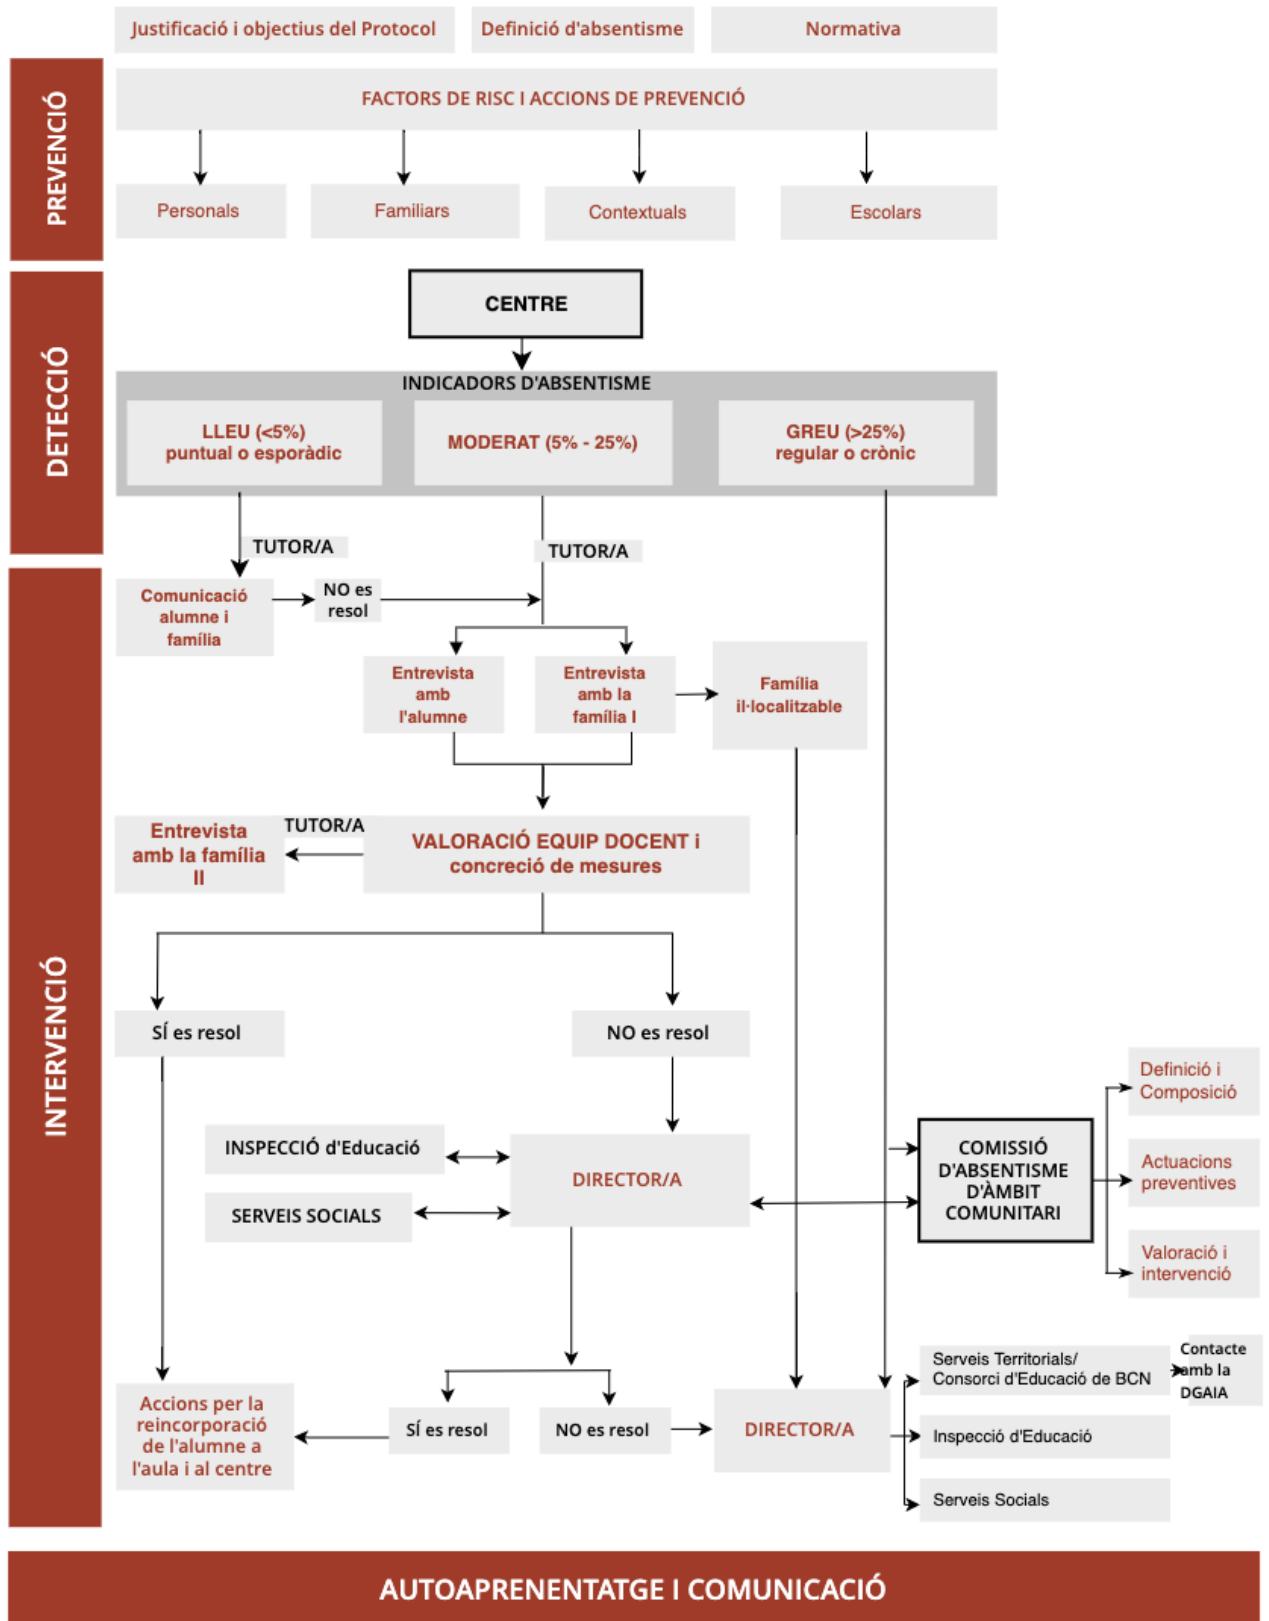 Justificació i objectius del Protocol
Definició d'absentisme
Normativa
PREVENCIÓ
FACTORS DE RISC I ACCIONS DE PREVENCIÓ
Personals
Familiars
Contextuals
Escolars
DETECCIÓ
CENTRE
INDICADORS D'ABSENTISME
LLEU (<5%)
puntual o esporàdic
MODERAT (5% - 25%)
GREU (>25%)
regular o crònic
TUTOR/A
TUTOR/A
INTERVENCIÓ
Comunicació
alumne i
família
NO es
resol
Entrevista
amb
l'alumne
Entrevista
amb la
família I
Família
il·localitzable
Entrevista
amb la família
II
TUTOR/A
VALORACIÓ EQUIP DOCENT i
concreció de mesures
SÍ es resol
NO es resol
INSPECCIÓ d'Educació
SERVEIS SOCIALS
DIRECTOR/A
COMISSIÓ
D'ABSENTISME
D'ÀMBIT
COMUNITARI
Definició i
Composició
Actuacions
preventives
Valoració i
intervenció
Accions per la
reincorporació
de l'alumne a
l'aula i al centre
SÍ es resol
NO es resol
DIRECTOR/A
Serveis Territorials/
Consorci d'Educació de BCN
Contacte
amb la
DGAIA
Inspecció d'Educació
Serveis Socials
AUTOAPRENENTATGE I COMUNICACIÓ